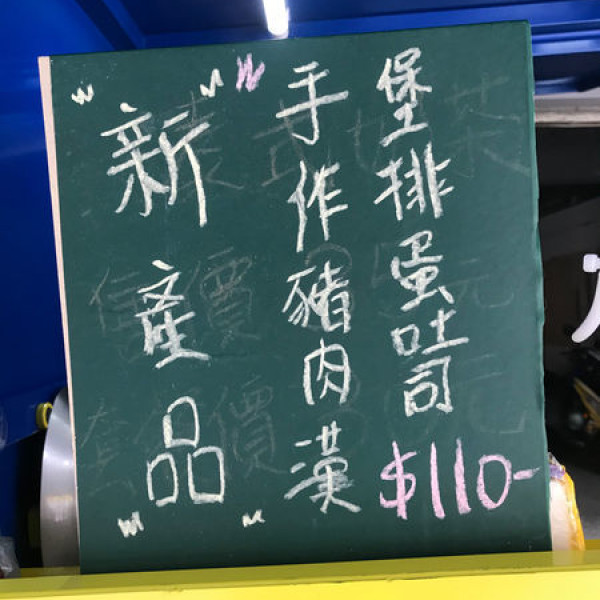 新產品
手作豬肉漢
堡排蛋吐司
$110-